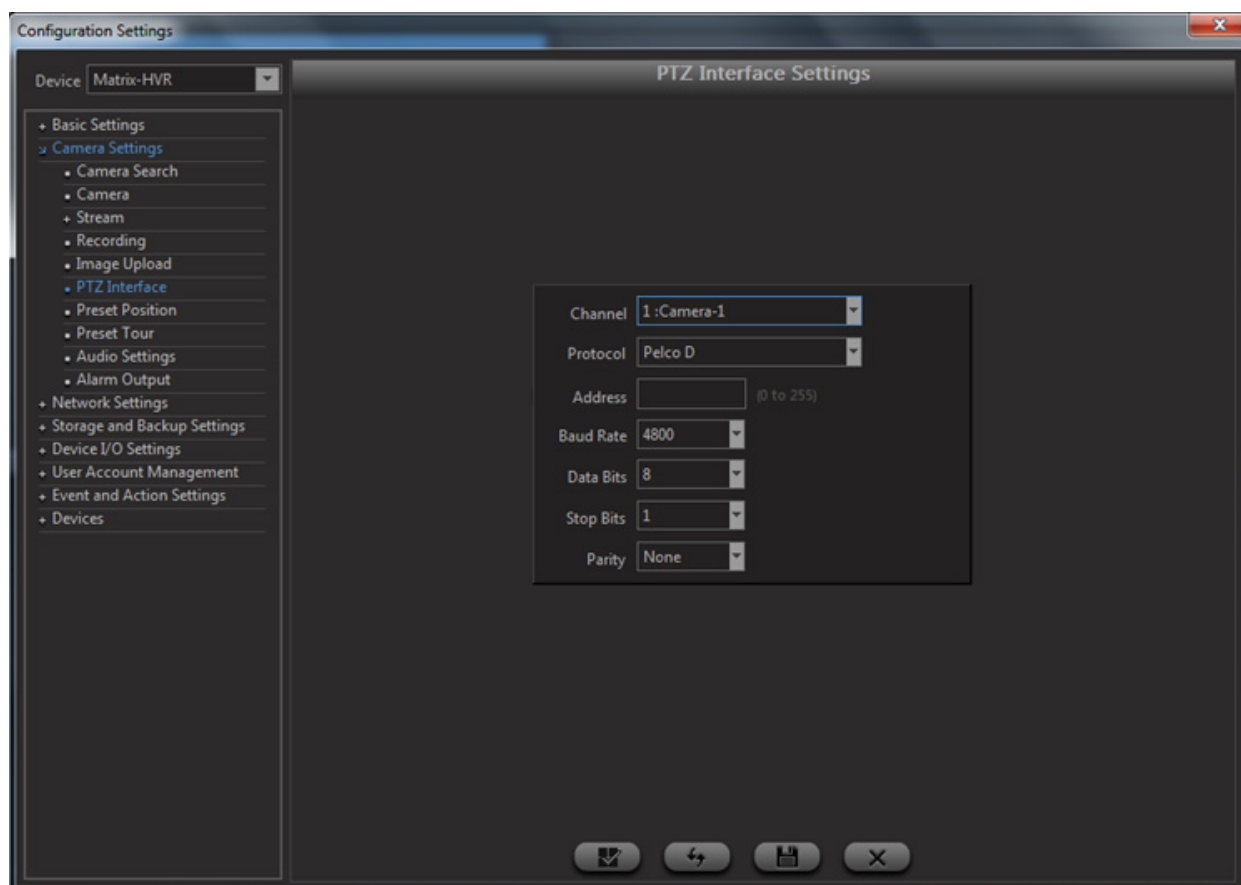 Configuration Settings
Device Matrix-HVR
PTZ Interface Settings
+ Basic Settings
Camera Settings
Camera Search
Camera
+ Stream
Recording
Image Upload
PTZ Interface
Preset Position
Preset Tour
Audio Settings
Alarm Output
+ Network Settings
+ Storage and Backup Settings
+ Device I/O Settings
+ User Account Management
+ Event and Action Settings
+ Devices
Channel 1 :Camera-1
Protocol Pelco D
Address (0 to 255)
Baud Rate 4800
Data Bits 8
Stop Bits 1
Parity None